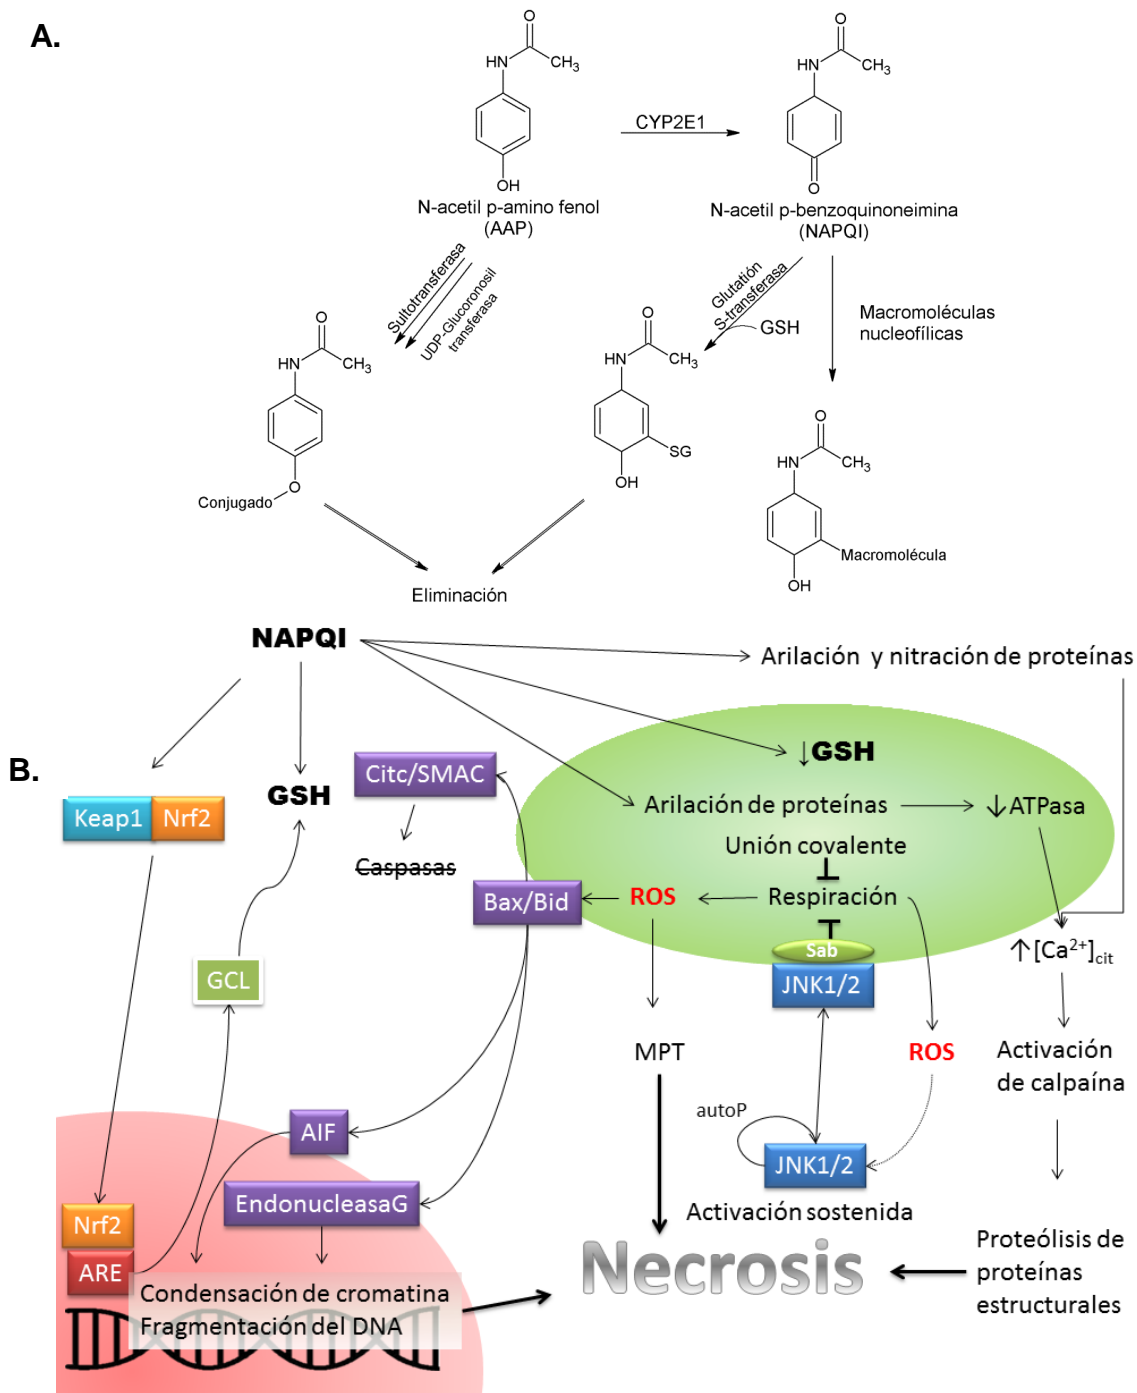 A.
O
HN
CH3
OH
N-acetil p-amino fenol
(AAP)
CYP2E1
O
HN
CH3
O
N-acetil p-benzoquinoneimina
(NAPQI)
Sultotransferasa
UDP-Glucoronosil
transferasa
Glutatión
S-transferasa
GSH
Macromoléculas
nucleofílicas
O
HN
CH3
O
Conjugado
O
HN
CH3
SG
OH
O
HN
CH3
Macromolécula
OH
Eliminación
B.
NAPQI
Arilación y nitración de proteínas
↓GSH
Citc/SMAC
GSH
Keap1
Nrf2
Arilación de proteínas
↓ATPasa
Unión covalente
Caspasas
Bax/Bid
ROS
Respiración
Sab
↑[Ca2+]cit
GCL
JNK1/2
MPT
ROS
Activación
de calpaína
autoP
AIF
JNK1/2
EndonucleasaG
Activación sostenida
Nrf2
ARE
Condensación de cromatina
Fragmentación del DNA
Necrosis
Proteólisis de
proteínas
estructurales